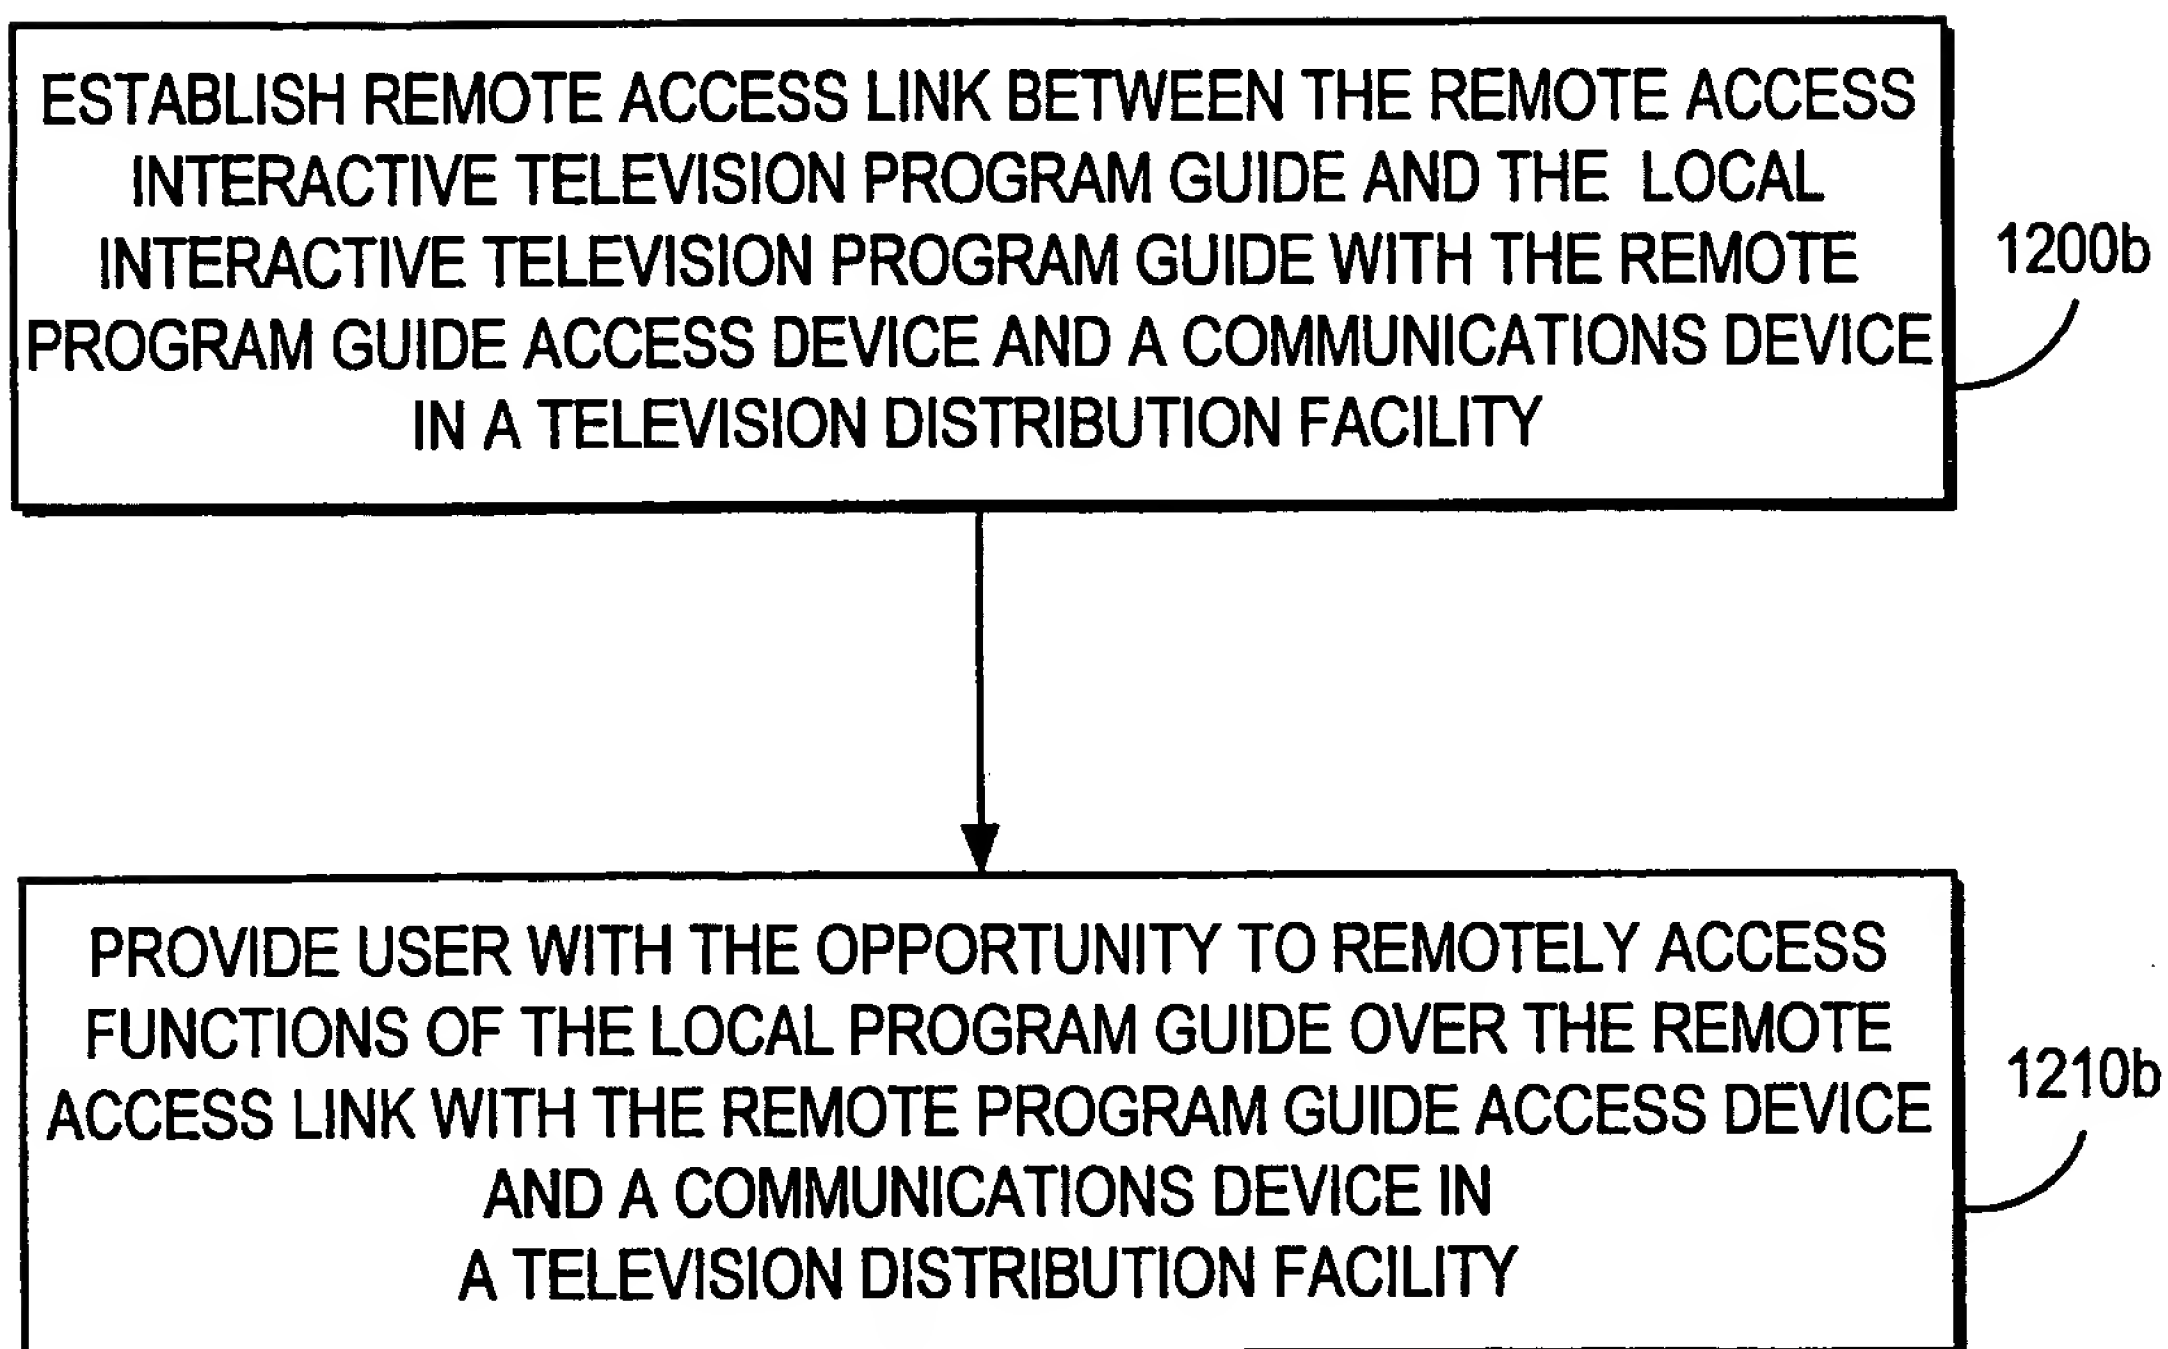 ESTABLISH REMOTE ACCESS LINK BETWEEN THE REMOTE ACCESS
INTERACTIVE TELEVISION PROGRAM GUIDE AND THE LOCAL
INTERACTIVE TELEVISION PROGRAM GUIDE WITH THE REMOTE
PROGRAM GUIDE ACCESS DEVICE AND A COMMUNICATIONS DEVICE
IN A TELEVISION DISTRIBUTION FACILITY
1200b
PROVIDE USER WITH THE OPPORTUNITY TO REMOTELY ACCESS
FUNCTIONS OF THE LOCAL PROGRAM GUIDE OVER THE REMOTE
ACCESS LINK WITH THE REMOTE PROGRAM GUIDE ACCESS DEVICE
AND A COMMUNICATIONS DEVICE IN
A TELEVISION DISTRIBUTION FACILITY
1210b